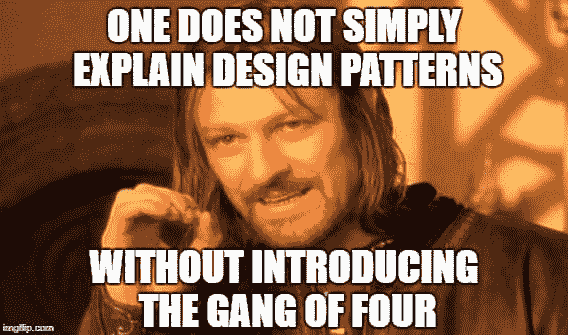 ONE DOES NOT SIMPLY
EXPLAIN DESIGN PATTERNS
WITHOUT INTRODUCING
THE GANG OF FOUR
imgflip.com